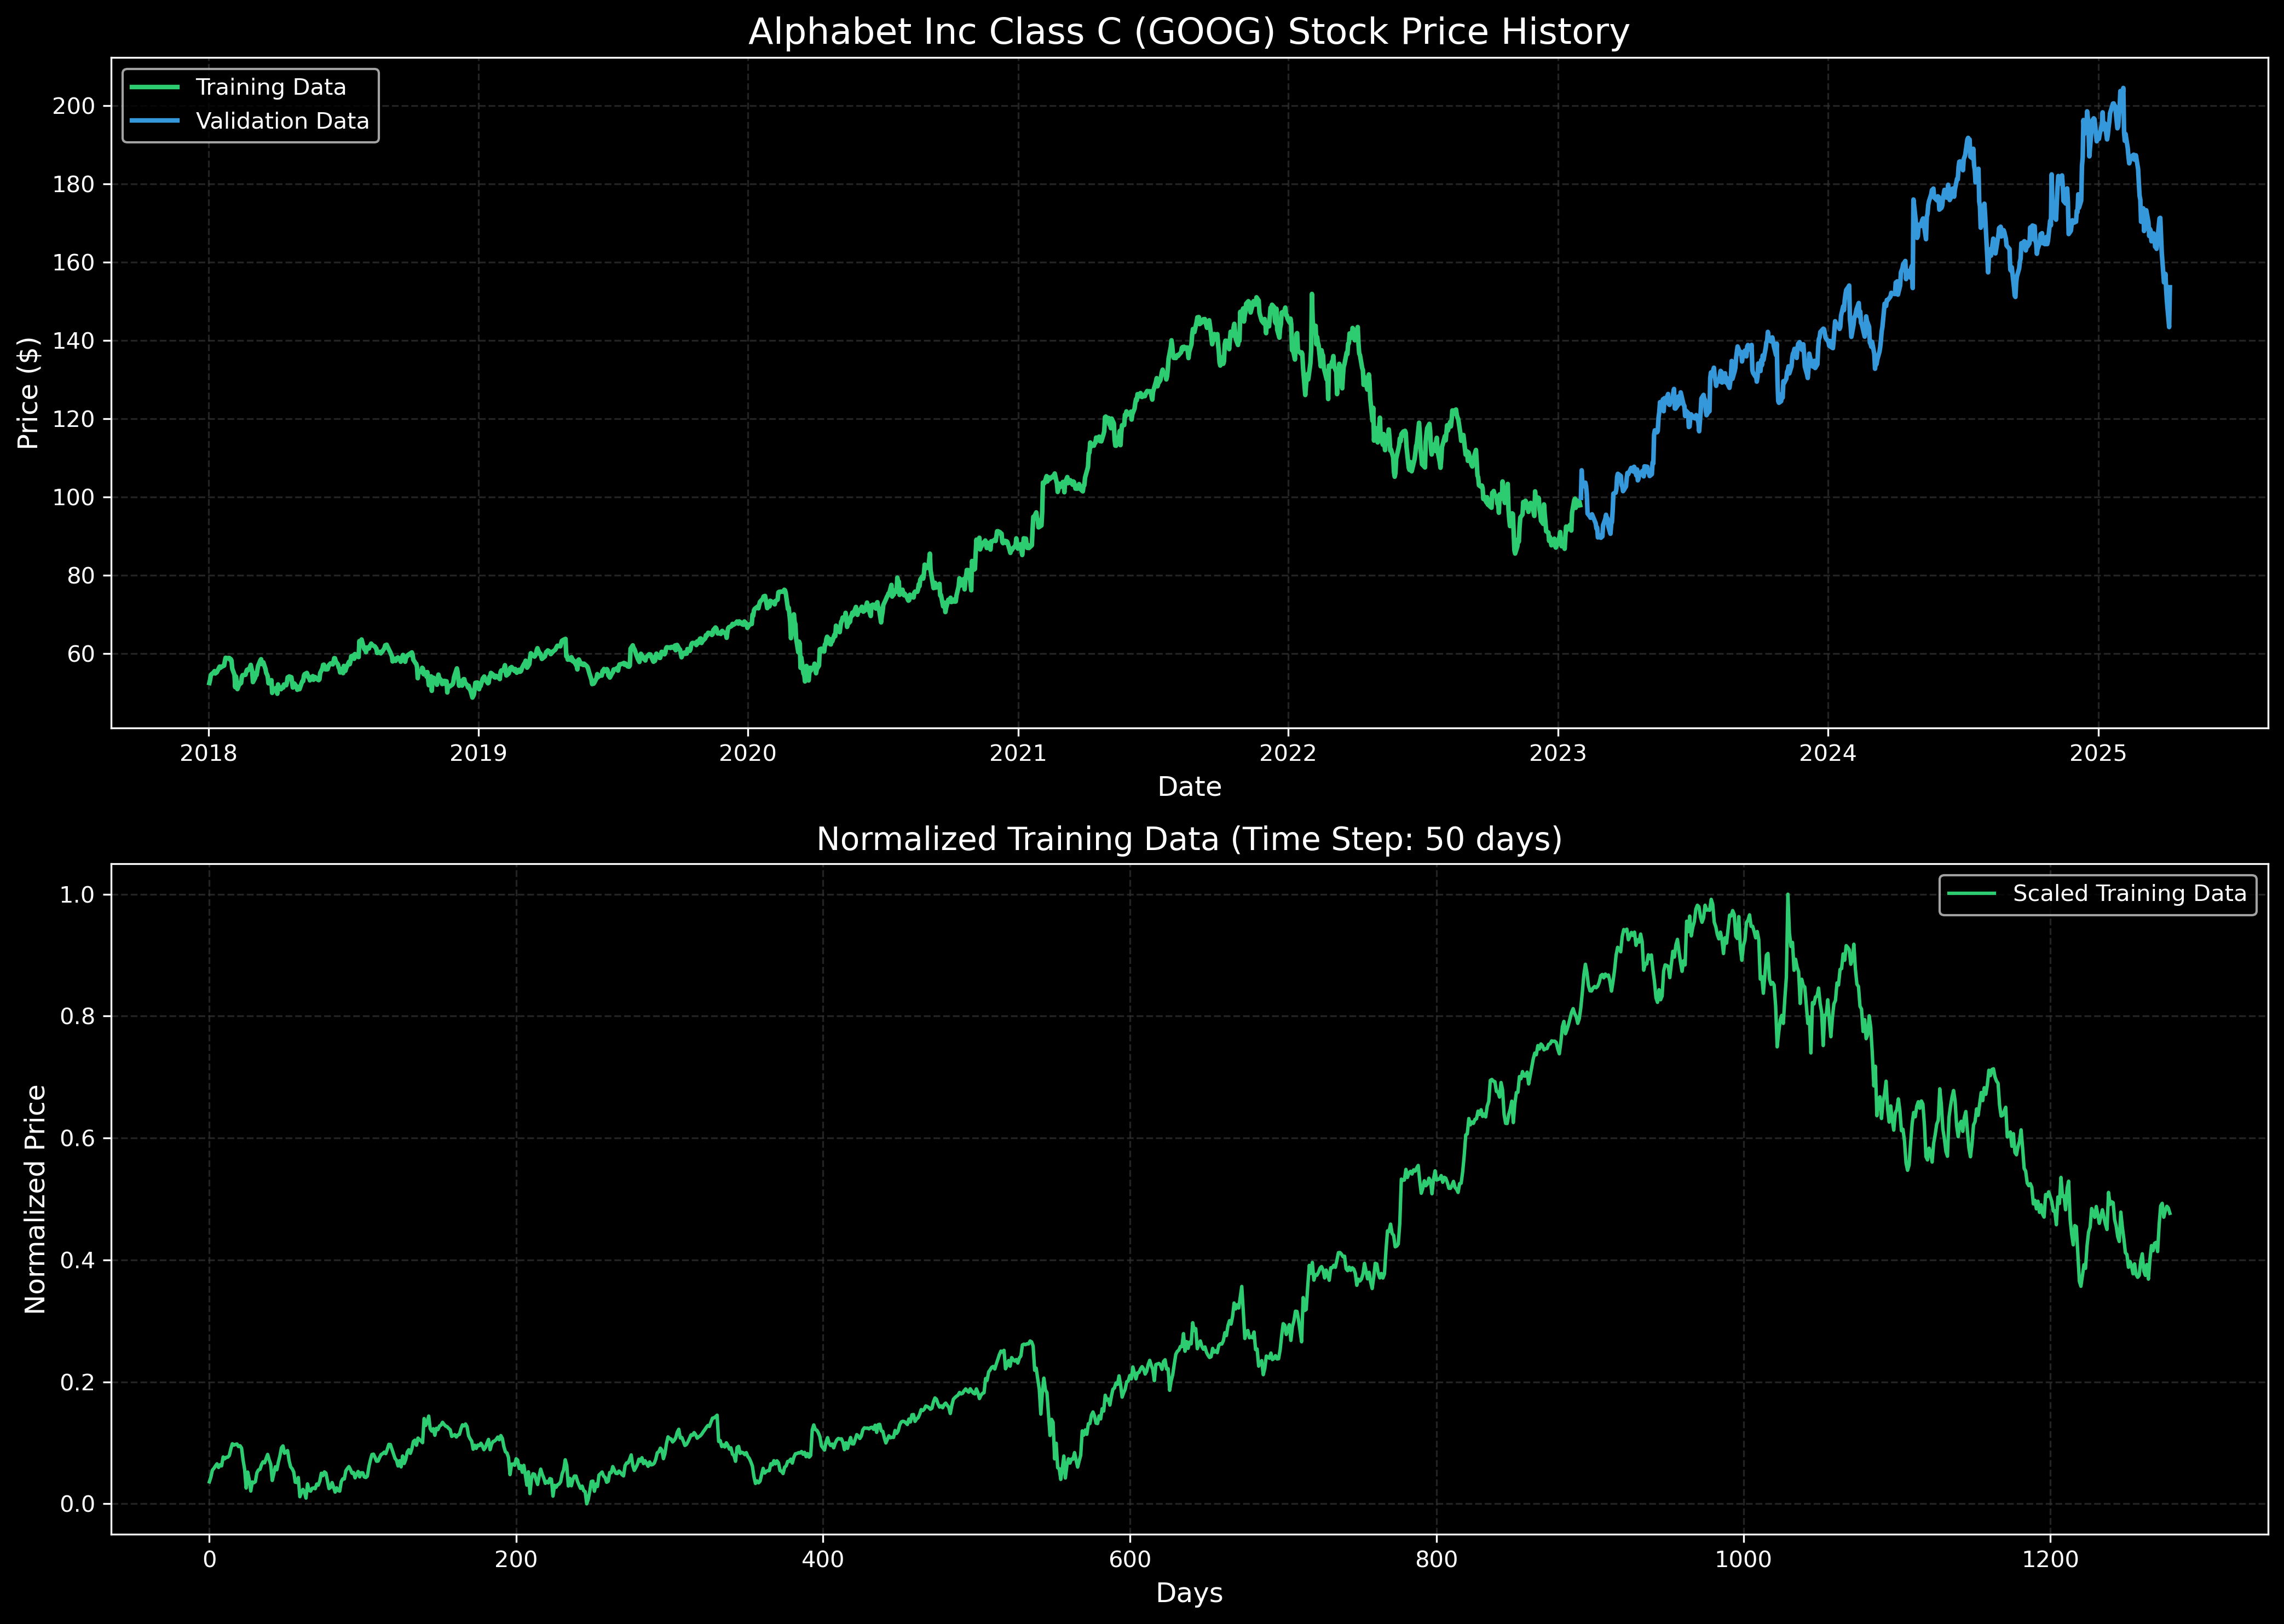 Alphabet Inc Class C (GOOG) Stock Price History
Training Data
Validation Data
Price ($)
200
180
160
140
120
100
80
60
2018 2019 2020 2021 2022 2023 2024 2025
Date
Normalized Training Data (Time Step: 50 days)
Scaled Training Data
Normalized Price
1.0
0.8
0.6
0.4
0.2
0.0
0 200 400 600 800 1000 1200
Days